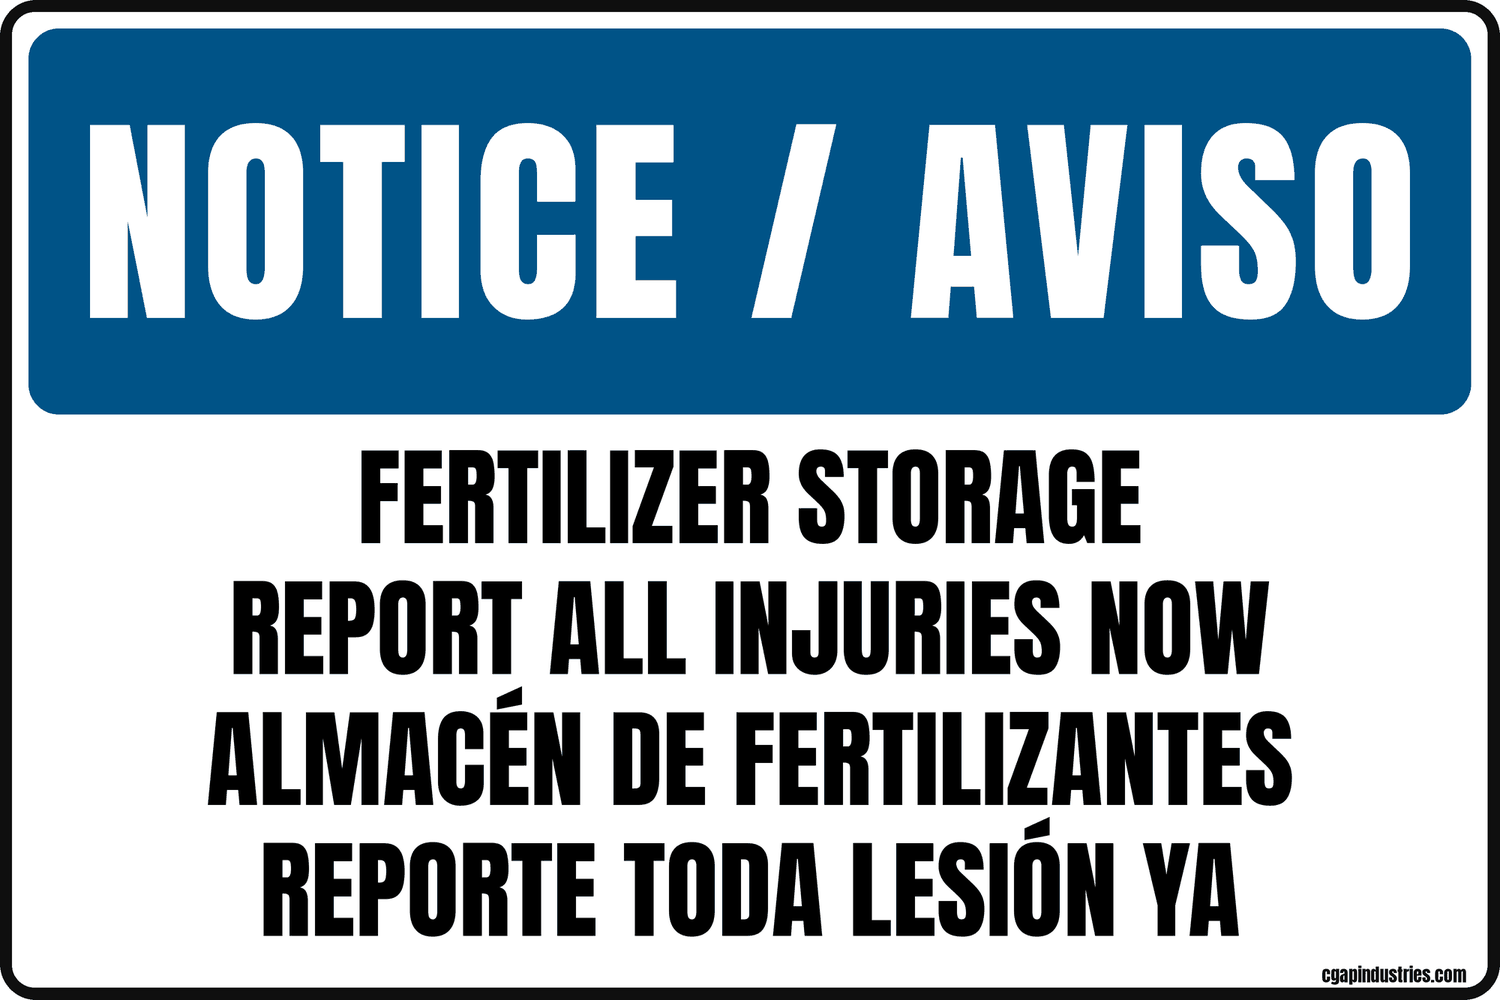 NOTICE / AVISO
FERTILIZER STORAGE
REPORT ALL INJURIES NOW
ALMACÉN DE FERTILIZANTES
REPORTE TODA LESIÓN YA
cgapindustries.com